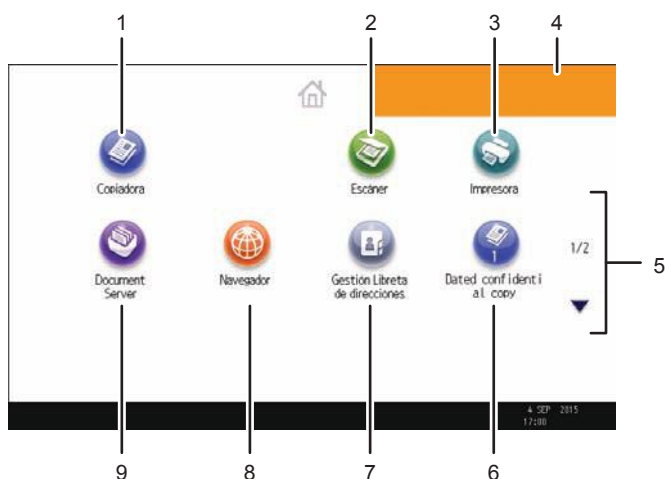 1 2 3 4
Copiadora Escáner Impresora
1
Document Navegador Gestión Libreta Dated confidenti
Server de direcciones al copy
1/2
5
4 SEP 2015
17:00
9 8 7 6